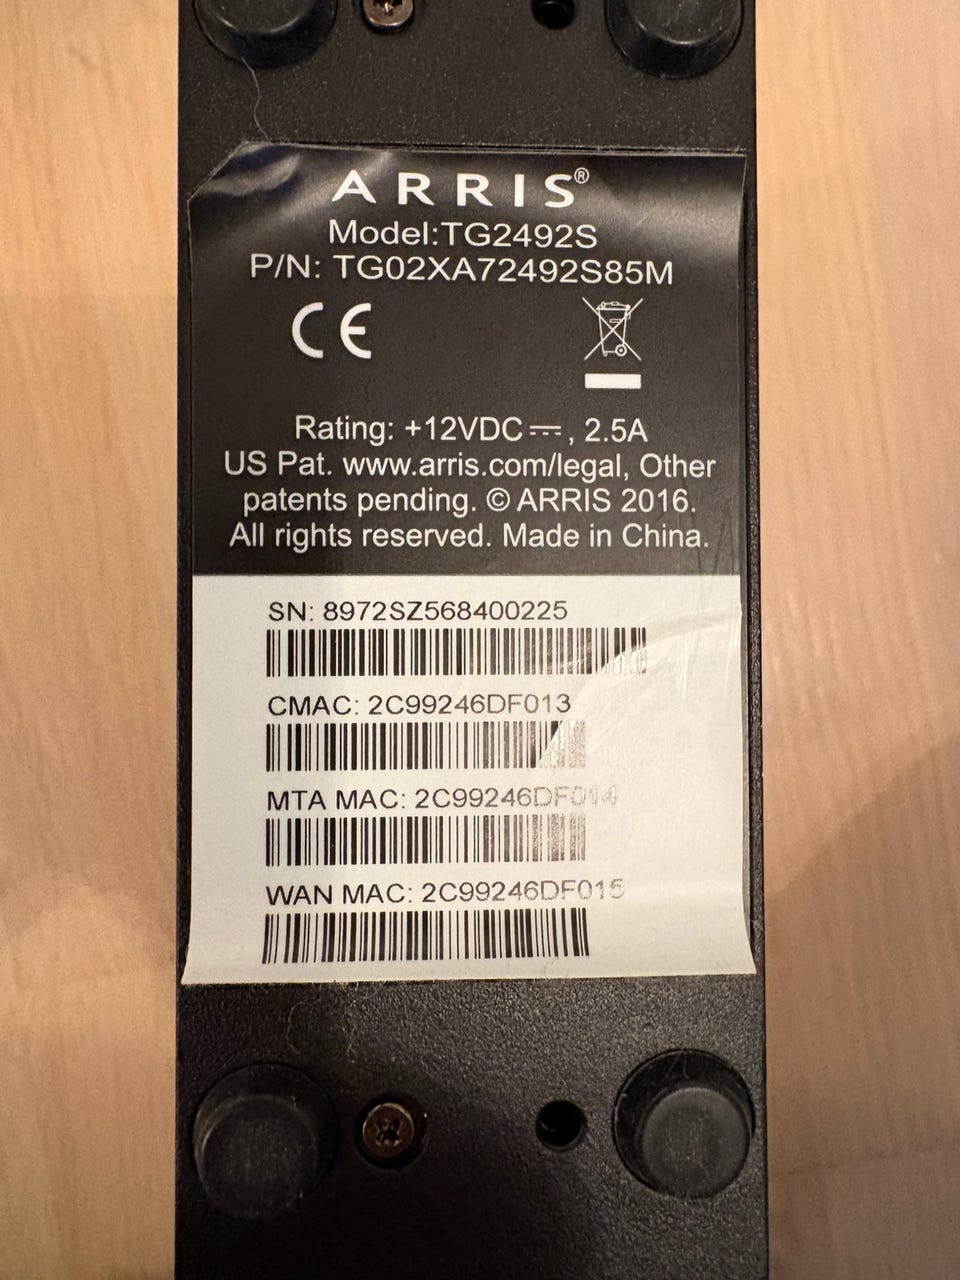 ARRIS®
Model:TG2492S
P/N: TG02XA72492S85M
CE
Rating: +12VDC⎓, 2.5A
US Pat. www.arris.com/legal, Other
patents pending. © ARRIS 2016.
All rights reserved. Made in China.
SN: 8972SZ568400225
CMAC: 2C99246DF013
MTA MAC: 2C99246DF014
WAN MAC: 2C99246DF015